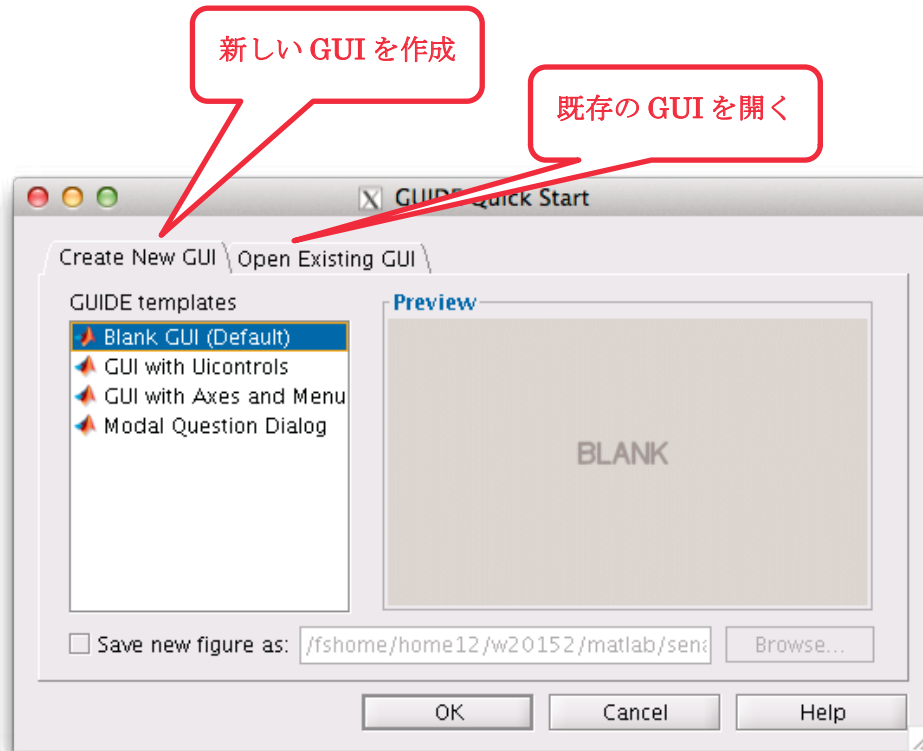 新しい GUI を作成
既存の GUI を開く
GUIDE Quick Start
Create New GUI
Open Existing GUI
GUIDE templates
Blank GUI (Default)
GUI with Uicontrols
GUI with Axes and Menu
Modal Question Dialog
Preview
BLANK
Save new figure as:
/fshome/home12/w20152/matlab/sena
Browse...
OK
Cancel
Help